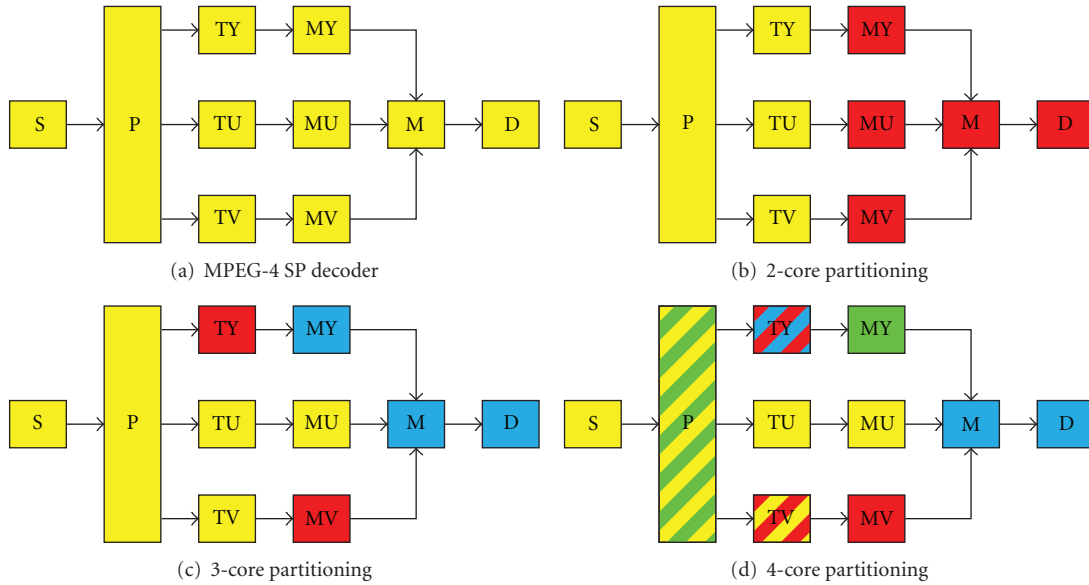 TY MY
S P TU MU M D
TV MV
(a) MPEG-4 SP decoder
TY MY
S P TU MU M D
TV MV
(b) 2-core partitioning
TY MY
S P TU MU M D
TV MV
(c) 3-core partitioning
TY MY
S P TU MU M D
TV MV
(d) 4-core partitioning